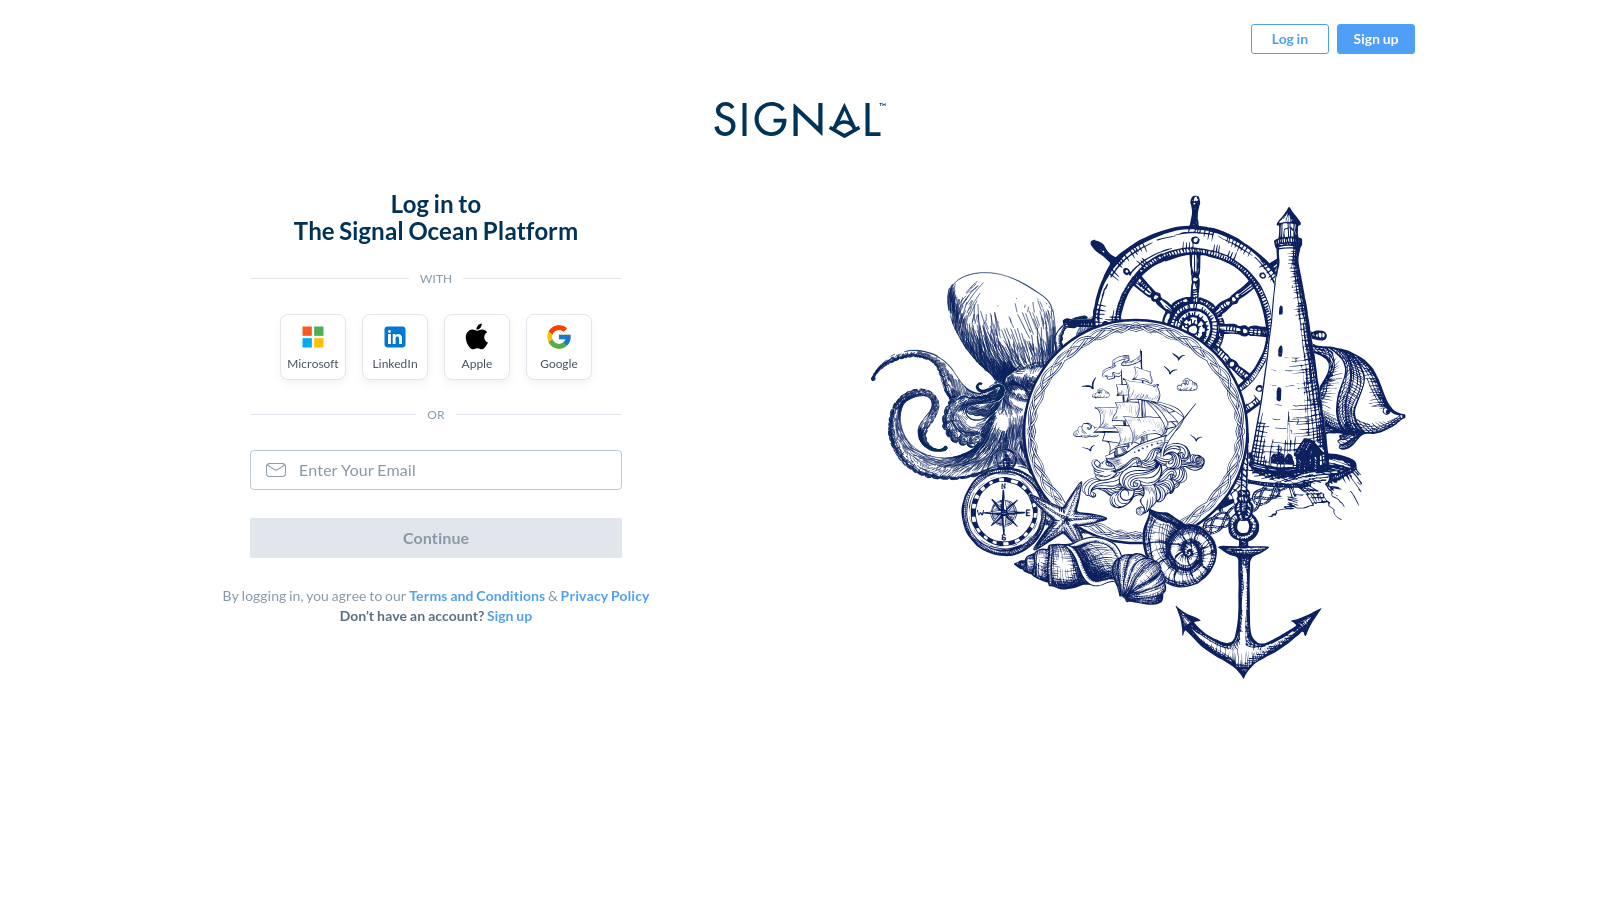 Log in
Sign up
SIGNAL™
Log in to
The Signal Ocean Platform
WITH
Microsoft
LinkedIn
Apple
Google
OR
Enter Your Email
Continue
By logging in, you agree to our Terms and Conditions & Privacy Policy
Don't have an account? Sign up
N
W
E
S